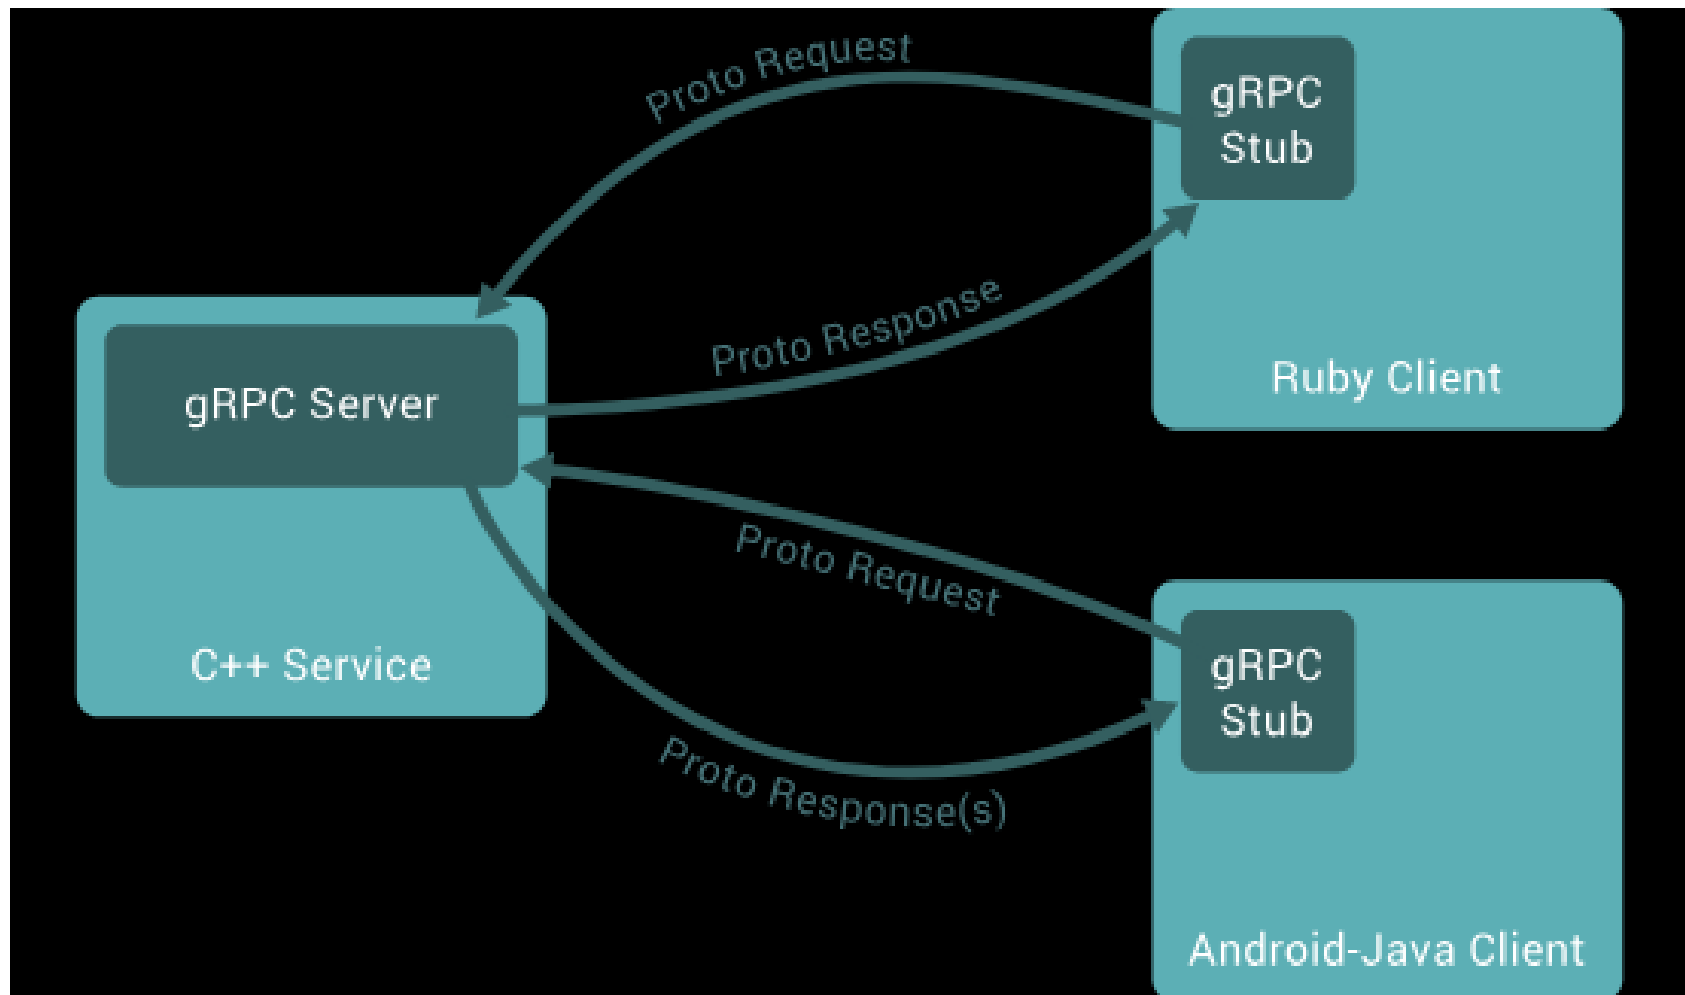 Proto Request
gRPC
Stub
Proto Response
Ruby Client
gRPC Server
C++ Service
Proto Request
gRPC
Stub
Proto Response(s)
Android-Java Client